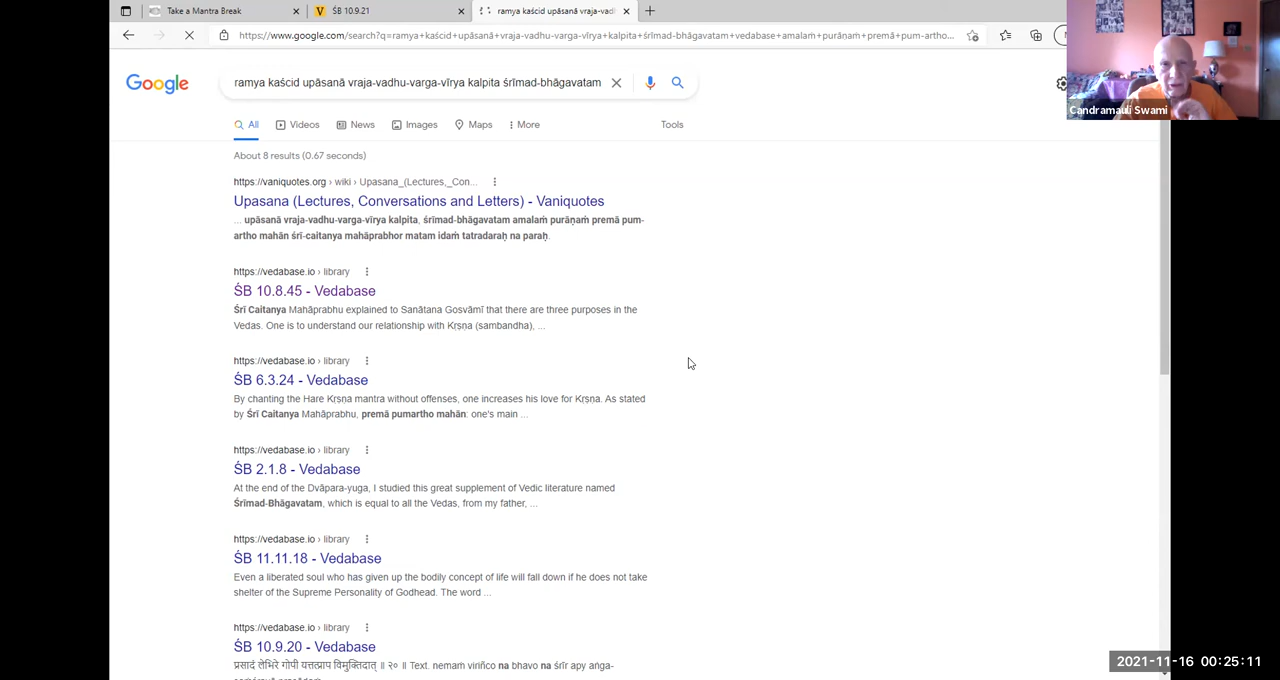 Take a Mantra Break
V ŚB 10.9.21
ramya kaścid upāsanā vraja-vad
https://www.google.com/search?q=ramya+kaścid+upāsanā+vraja-vadhu-varga-vīrya+kalpita+śrīmad-bhāgavatam+vedabase+amalaṁ+purāṇaṁ+premā+pum-artho...
Google
ramya kaścid upāsanā vraja-vadhu-varga-vīrya kalpita śrīmad-bhāgavatam
Candramauli Swami
All Videos News Images Maps More Tools
About 8 results (0.67 seconds)
https://vaniquotes.org › wiki › Upasana_(Lectures,_Con...
Upasana (Lectures, Conversations and Letters) - Vaniquotes
... upāsanā vraja-vadhu-varga-vīrya kalpita, śrīmad-bhāgavatam amalaṁ purāṇaṁ premā pum-
artho mahān śrī-caitanya mahāprabhor matam idaṁ tatradaraḥ na paraḥ.
https://vedabase.io › library
ŚB 10.8.45 - Vedabase
Śrī Caitanya Mahāprabhu explained to Sanātana Gosvāmī that there are three purposes in the
Vedas. One is to understand our relationship with Kṛṣṇa (sambandha), ...
https://vedabase.io › library
ŚB 6.3.24 - Vedabase
By chanting the Hare Kṛṣṇa mantra without offenses, one increases his love for Kṛṣṇa. As stated
by Śrī Caitanya Mahāprabhu, premā pumartho mahān: one's main ...
https://vedabase.io › library
ŚB 2.1.8 - Vedabase
At the end of the Dvāpara-yuga, I studied this great supplement of Vedic literature named
Śrīmad-Bhāgavatam, which is equal to all the Vedas, from my father, ...
https://vedabase.io › library
ŚB 11.11.18 - Vedabase
Even a liberated soul who has given up the bodily concept of life will fall down if he does not take
shelter of the Supreme Personality of Godhead. The word ...
https://vedabase.io › library
ŚB 10.9.20 - Vedabase
प्रसादं लेभिरे गोपी यत्तत्प्राप विमुक्तिदात् ॥ २० ॥ Text. nemaṁ viriñco na bhavo na śrīr apy aṅga-
2021-11-16 00:25:11